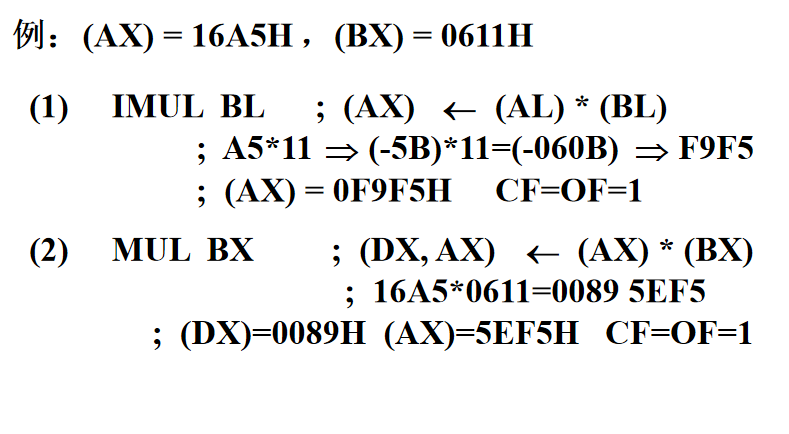 例：(AX) = 16A5H，(BX) = 0611H
(1) IMUL BL ；(AX) ← (AL) * (BL)
；A5*11 ⇒ (-5B)*11=(-060B) ⇒ F9F5
；(AX) = 0F9F5H CF=OF=1
(2) MUL BX ；(DX, AX) ← (AX) * (BX)
；16A5*0611=0089 5EF5
；(DX)=0089H (AX)=5EF5H CF=OF=1